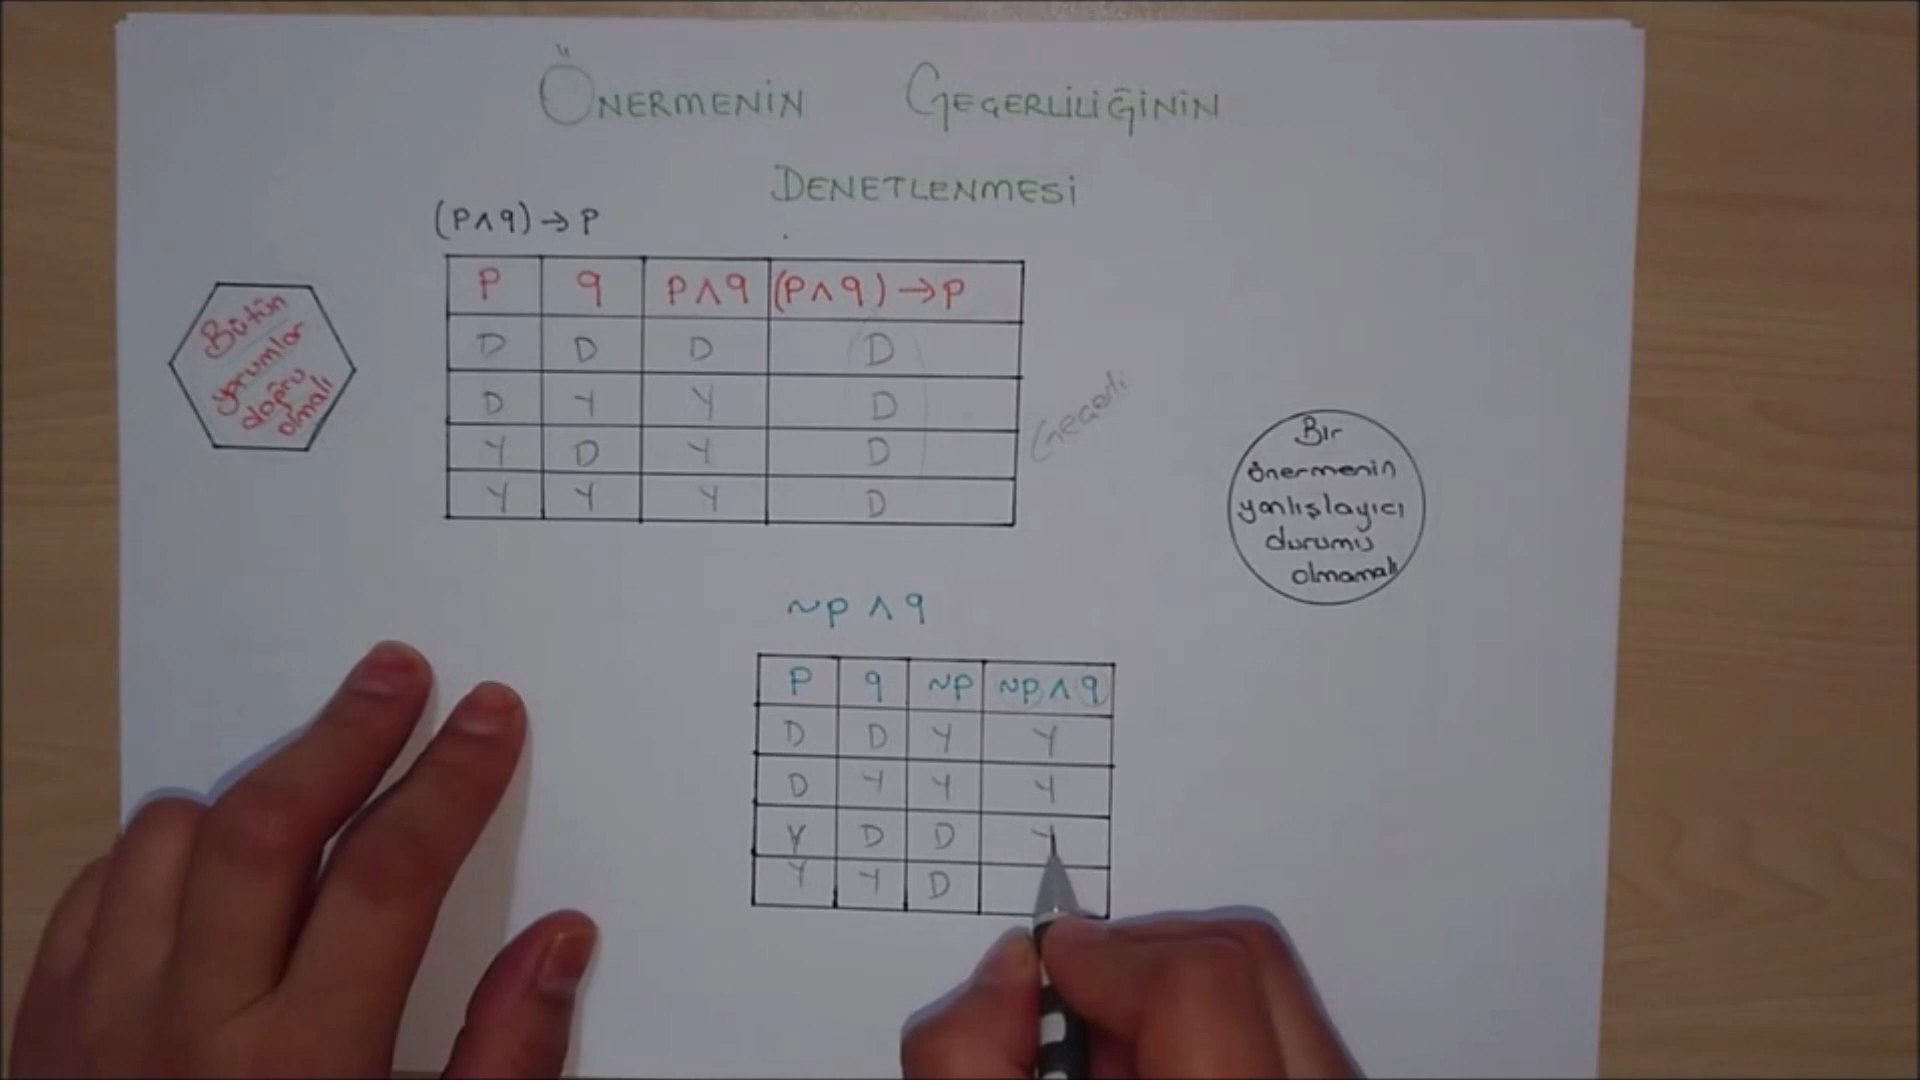 ÖNERMENİN GEÇERLİLİĞİNİN
DENETLENMESİ
(P∧q)→P
P q P∧q (P∧q)→P
D D D D
D Y Y D
Y D Y D
Y Y Y D
Geçerli
Bütün
yorumlar
doğru
olmalı
Bir
önermenin
yanlışlayıcı
durumu
olmamalı
~p∧q
P q ~p ~p∧q
D D Y Y
D Y Y Y
Y D D Y
Y Y D